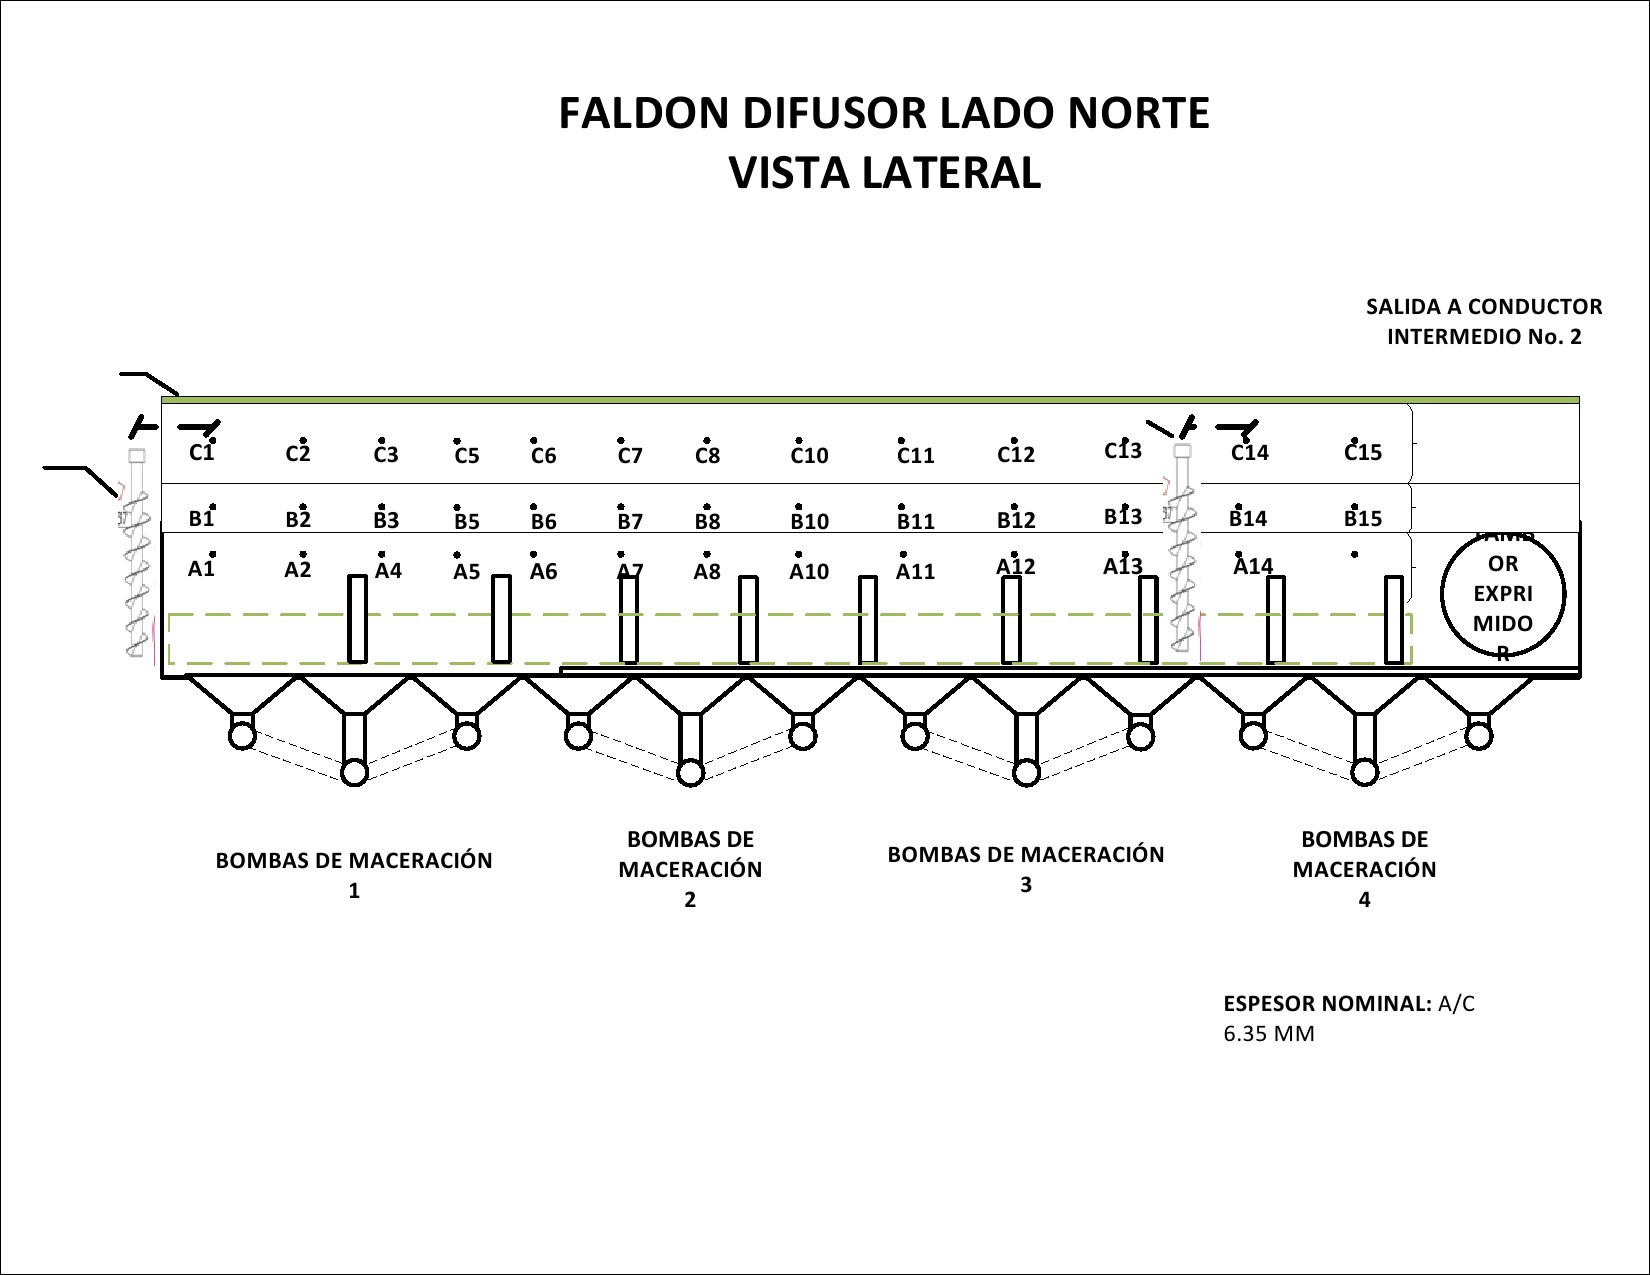 FALDON DIFUSOR LADO NORTE
VISTA LATERAL
SALIDA A CONDUCTOR
INTERMEDIO No. 2
C1 C2 C3 C5 C6 C7 C8 C10 C11 C12 C13 C14 C15
B1 B2 B3 B5 B6 B7 B8 B10 B11 B12 B13 B14 B15
A1 A2 A4 A5 A6 A7 A8 A10 A11 A12 A13 A14
TAMB
OR
EXPRI
MIDO
R
BOMBAS DE MACERACIÓN
1
BOMBAS DE
MACERACIÓN
2
BOMBAS DE MACERACIÓN
3
BOMBAS DE
MACERACIÓN
4
ESPESOR NOMINAL: A/C
6.35 MM